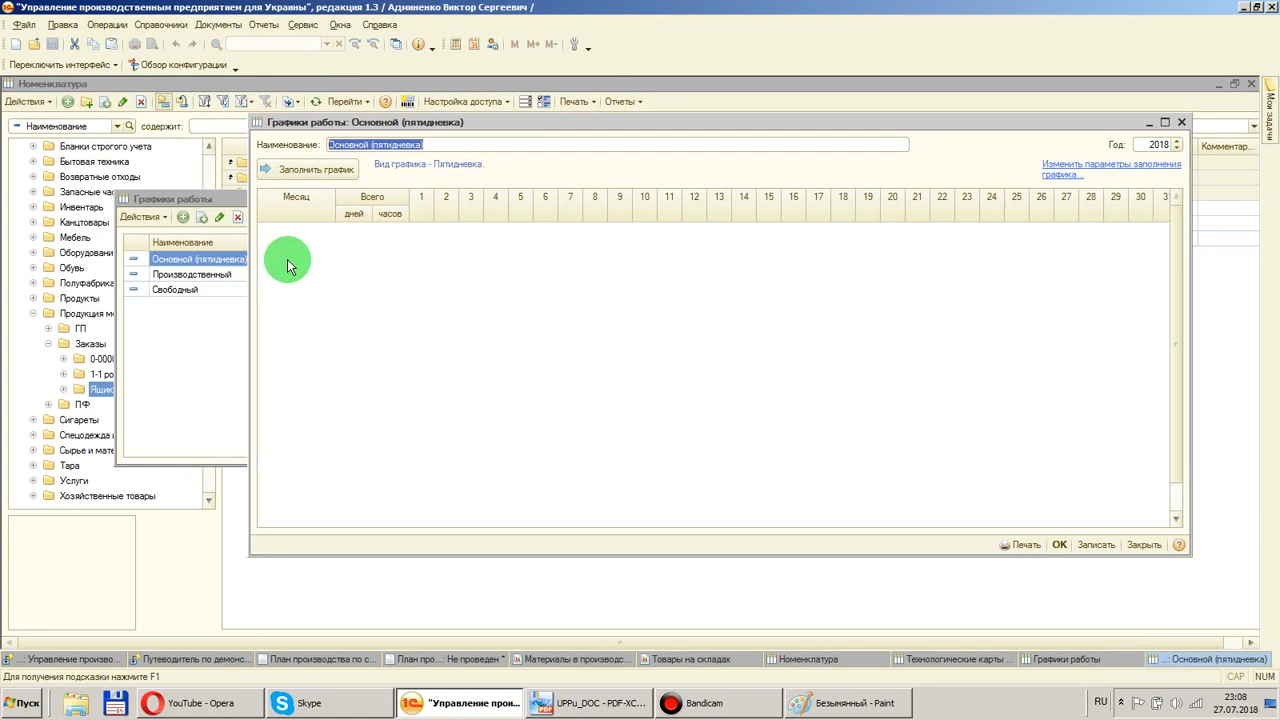 "Управление производственным предприятием для Украины", редакция 1.3 / Админенко Виктор Сергеевич /
Файл Правка Операции Справочники Документы Отчеты Сервис Окна Справка
M M+ M-
Переключить интерфейс Обзор конфигурации
Номенклатура
Действия Перейти Настройка доступа Печать Отчеты
Наименование содержит:
Мои задачи
Графики работы: Основной (пятидневка)
Наименование: Основной (пятидневка) Год: 2018
Заполнить график Вид графика - Пятидневка. Изменить параметры заполнения графика...
Месяц Всего 1 2 3 4 5 6 7 8 9 10 11 12 13 14 15 16 17 18 19 20 21 22 23 24 25 26 27 28 29 30 3
дней часов
Комментар...
Бланки строгого учета
Бытовая техника
Возвратные отходы
Запасные час
Инвентарь
Канцтовары
Мебель
Оборудовани
Обувь
Полуфабрика
Продукты
Продукция м
ГП
Заказы
0-0000
1-1 ро
Ящик
ПФ
Сигареты
Спецодежда
Сырье и мате
Тара
Услуги
Хозяйственные товары
Графики работы
Действия
Наименование
Основной (пятидневка)
Производственный
Свободный
Печать OK Записать Закрыть
...: Управление произво... Путеводитель по демонс... План производства по с... План про...: Не проведен * Материалы в производс... Товары на складах Номенклатура Технологические карты ... Графики работы ...: Основной (пятидневка)
Для получения подсказки нажмите F1 CAP NUM
Пуск YouTube - Opera Skype "Управление прои... UPPu_DOC - PDF-XC... Bandicam Безымянный - Paint RU 23:08
27.07.2018